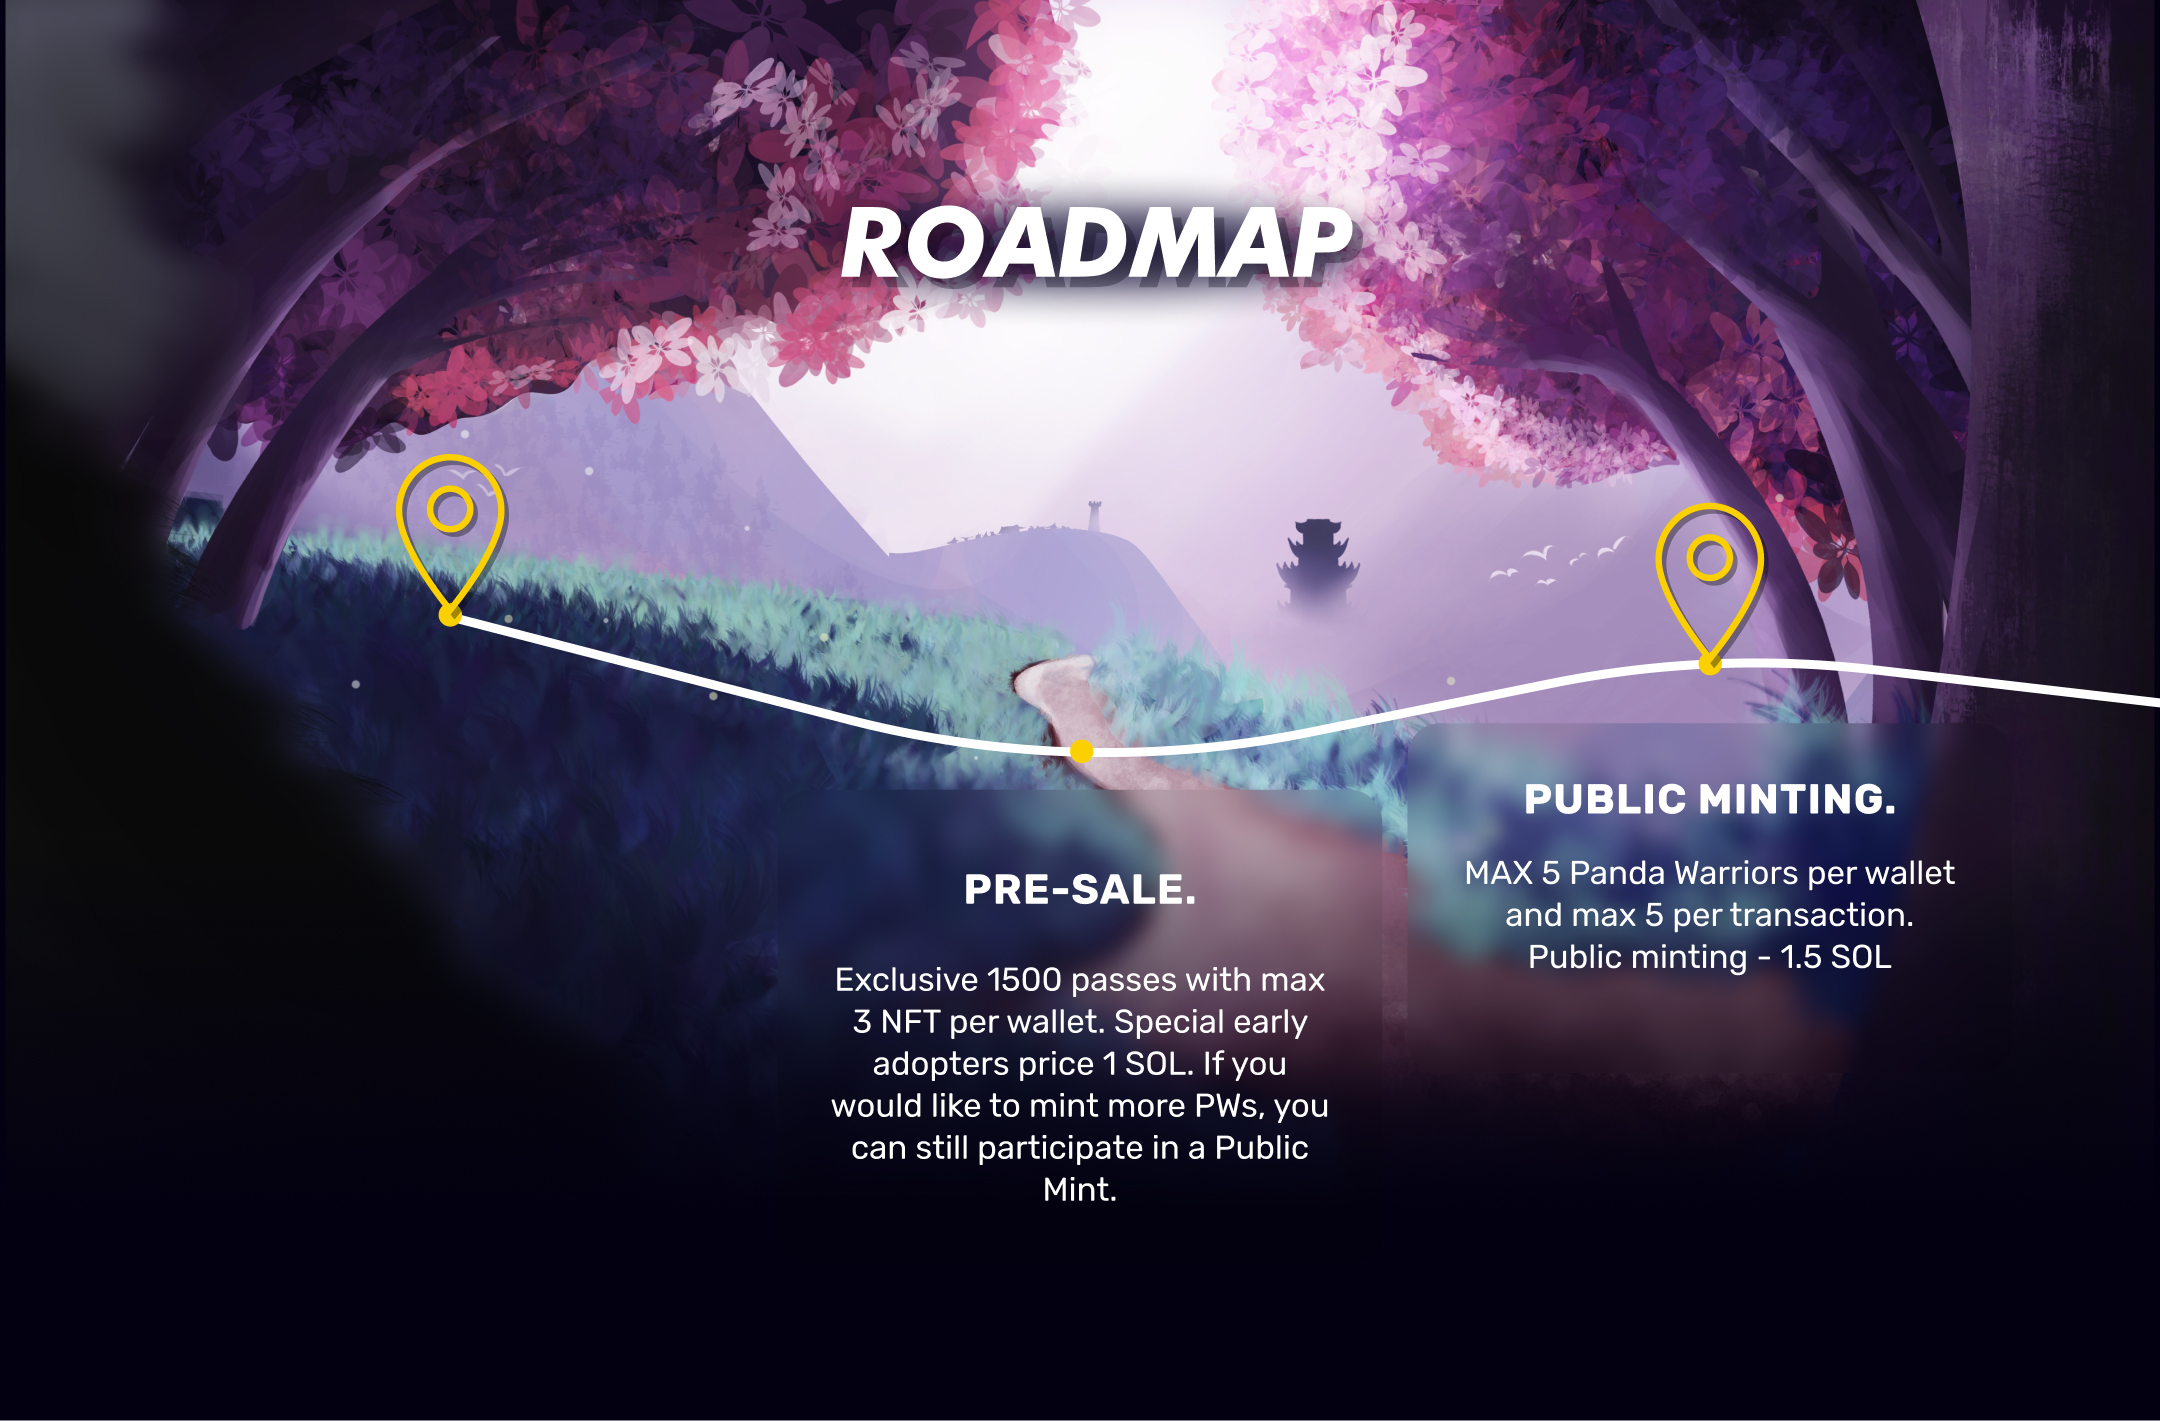 ROADMAP
PRE-SALE.
Exclusive 1500 passes with max
3 NFT per wallet. Special early
adopters price 1 SOL. If you
would like to mint more PWs, you
can still participate in a Public
Mint.
PUBLIC MINTING.
MAX 5 Panda Warriors per wallet
and max 5 per transaction.
Public minting - 1.5 SOL